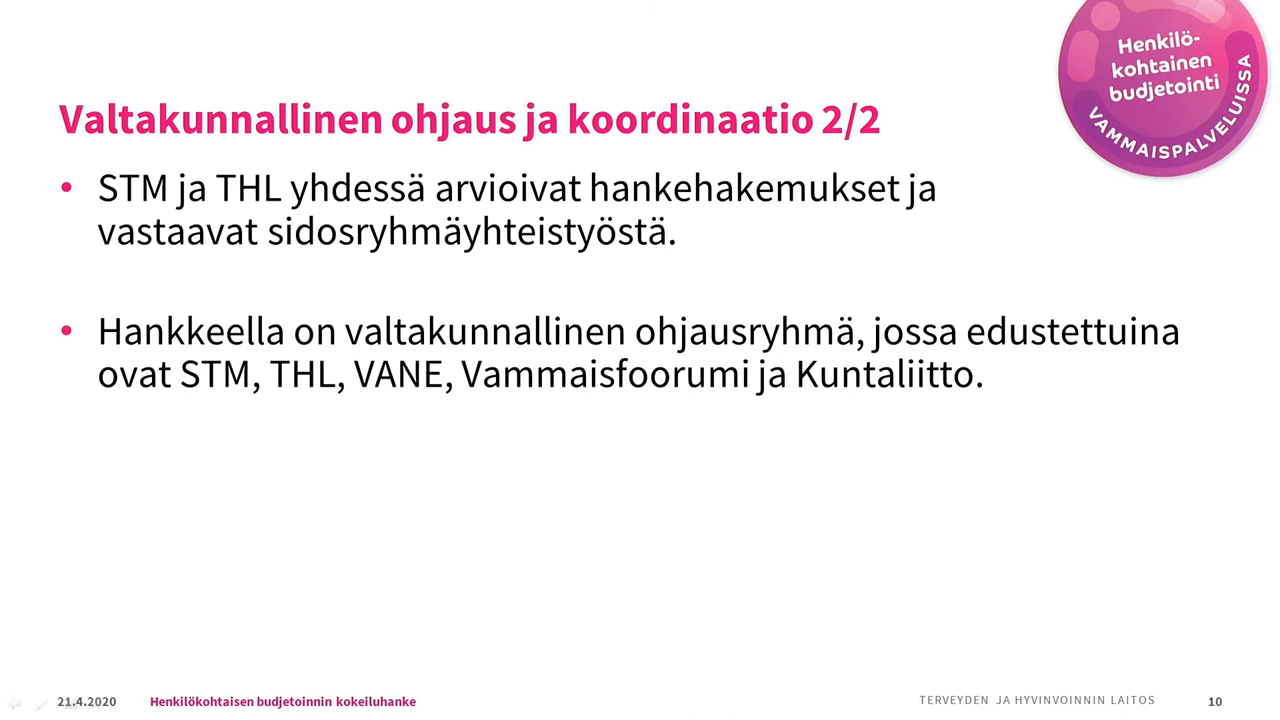 Henkilö-
kohtainen
budjetointi
VAMMAISPALVELUISSA
Valtakunnallinen ohjaus ja koordinaatio 2/2
• STM ja THL yhdessä arvioivat hankehakemukset ja
vastaavat sidosryhmäyhteistyöstä.
• Hankkeella on valtakunnallinen ohjausryhmä, jossa edustettuina
ovat STM, THL, VANE, Vammaisfoorumi ja Kuntaliitto.
21.4.2020 Henkilökohtaisen budjetoinnin kokeiluhanke TERVEYDEN JA HYVINVOINNIN LAITOS 10